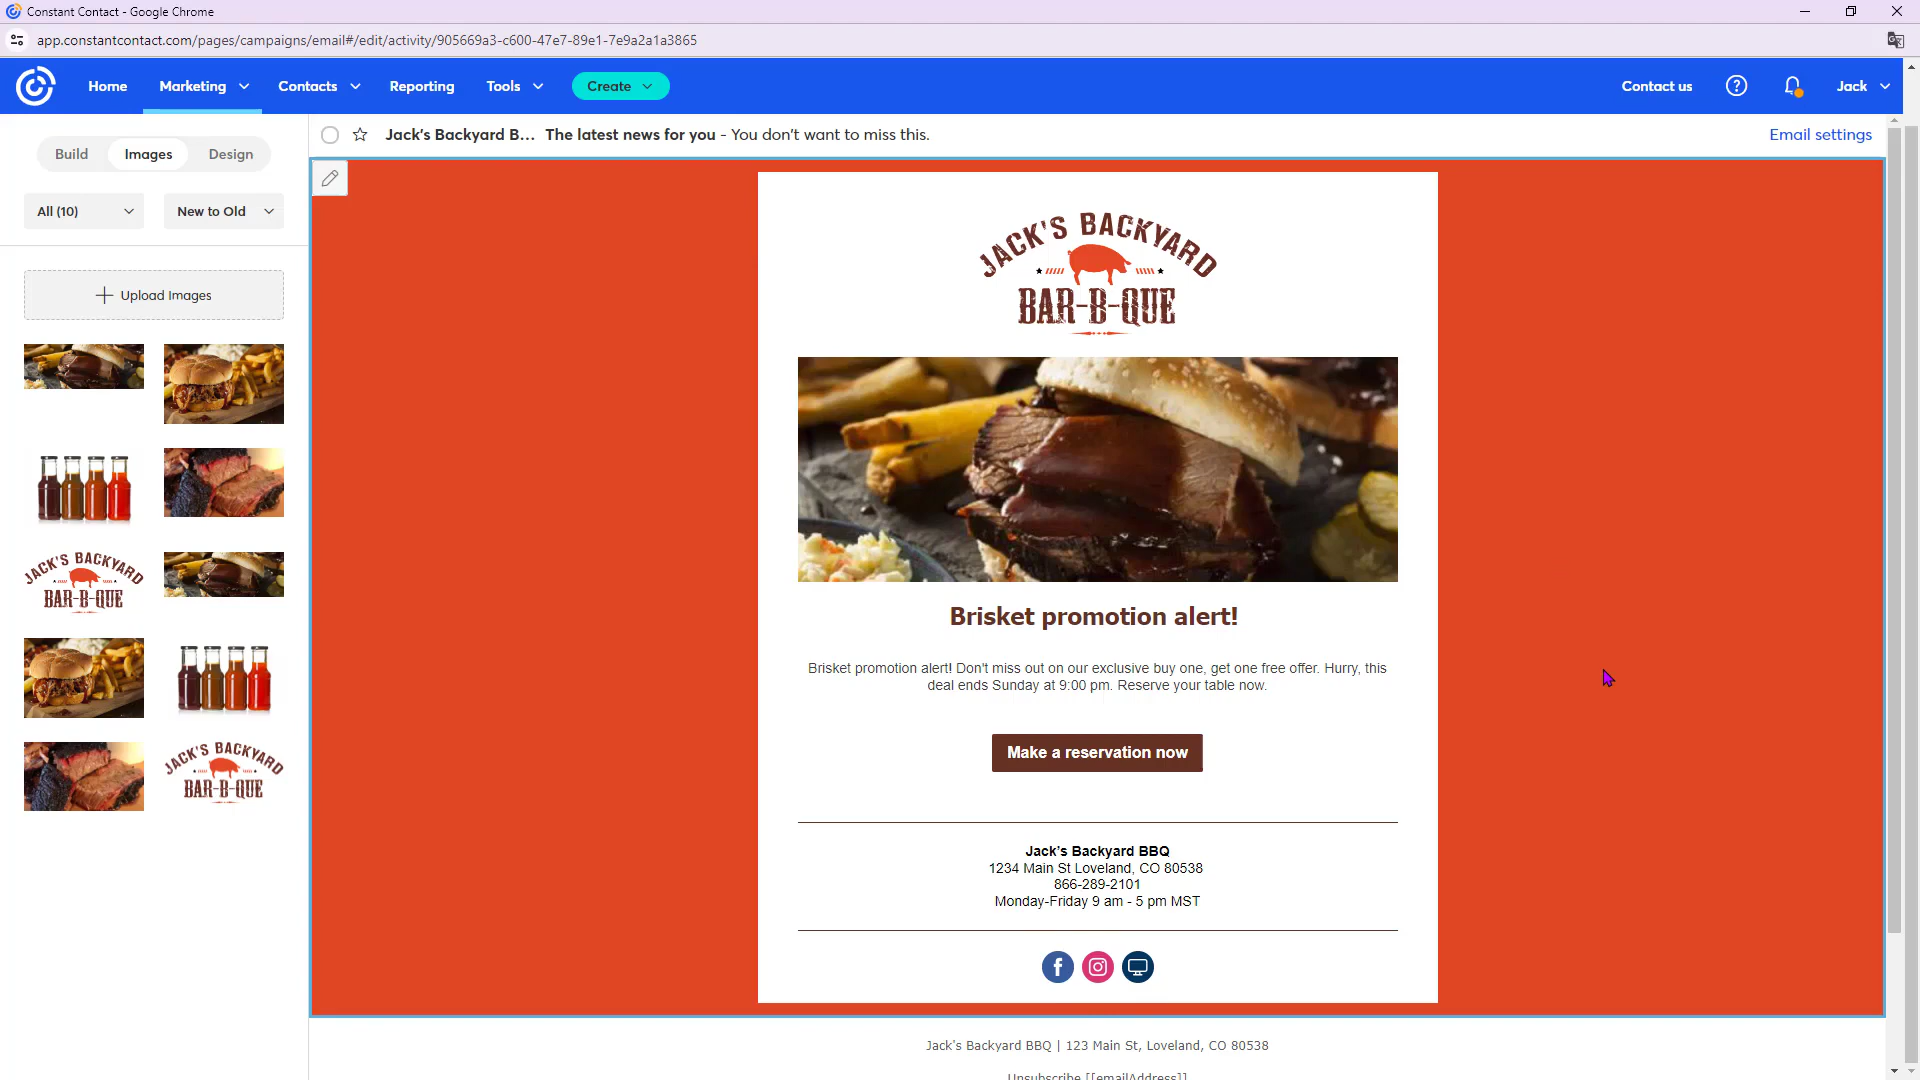 Constant Contact - Google Chrome
app.constantcontact.com/pages/campaigns/email#/edit/activity/905669a3-c600-47e7-89e1-7e9a2a1a3865
Home
Marketing
Contacts
Reporting
Tools
Create
Contact us
Jack
Build
Images
Design
Jack's Backyard B... The latest news for you - You don't want to miss this.
Email settings
All (10)
New to Old
Upload Images
JACK'S BACKYARD
BAR-B-QUE
JACK'S BACKYARD
BAR-B-QUE
JACK'S BACKYARD
BAR-B-QUE
Brisket promotion alert!
Brisket promotion alert! Don't miss out on our exclusive buy one, get one free offer. Hurry, this
deal ends Sunday at 9:00 pm. Reserve your table now.
Make a reservation now
Jack's Backyard BBQ
1234 Main St Loveland, CO 80538
866-289-2101
Monday-Friday 9 am - 5 pm MST
Jack's Backyard BBQ | 123 Main St, Loveland, CO 80538
Unsubscribe [[emailAddress]]